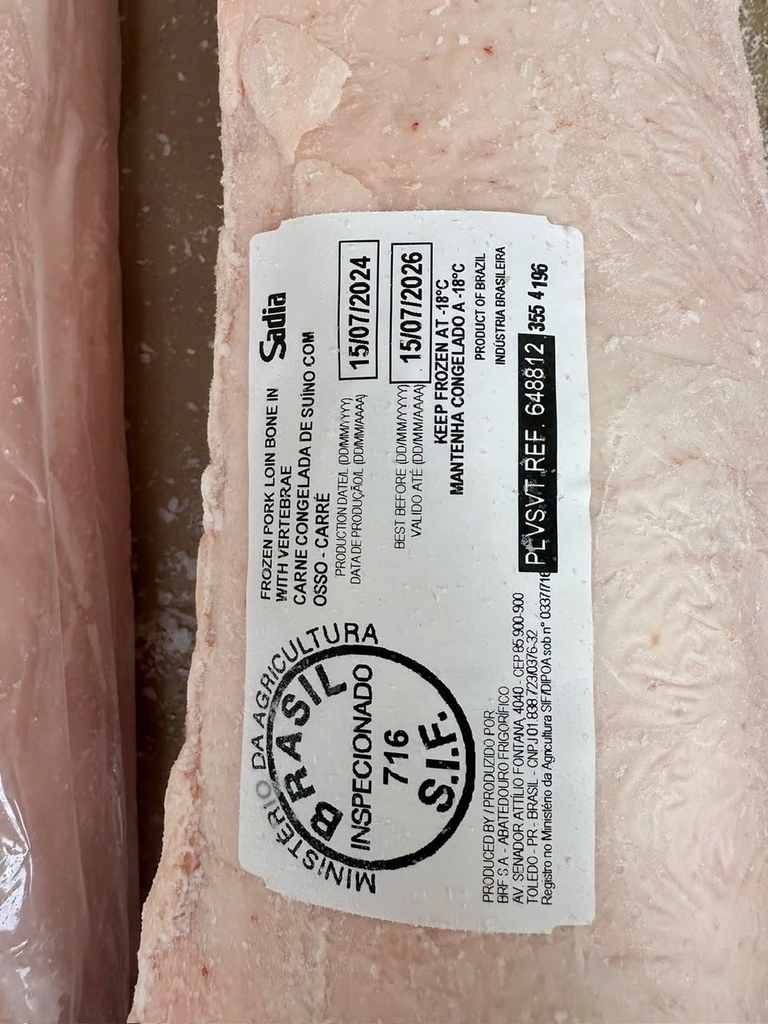 FROZEN PORK LOIN BONE IN
WITH VERTEBRAE
CARNE CONGELADA DE SUÍNO COM
OSSO - CARRÉ
Sadia
PRODUCTION DATE/L (DD/MM/YYYY)
DATA DE PRODUÇÃO/L (DD/MM/AAAA)
15/07/2024
BEST BEFORE (DD/MM/YYYY)
VALIDO ATÉ (DD/MM/AAAA)
15/07/2026
KEEP FROZEN AT -18°C
MANTENHA CONGELADO A -18°C
PRODUCT OF BRAZIL
INDÚSTRIA BRASILEIRA
PLVSVT REF. 648812 355 4196
MINISTÉRIO DA AGRICULTURA
BRASIL
INSPECIONADO
716
S.I.F.
PRODUCED BY / PRODUZIDO POR
BRF S.A - ABATEDOURO FRIGORÍFICO
AV. SENADOR ATTÍLIO FONTANA, 4040 - CEP 85.900-900
TOLEDO - PR - BRASIL - CNPJ 01.838.723/0376-32
Registro no Ministério da Agricultura SIF/DIPOA sob n° 0337/716